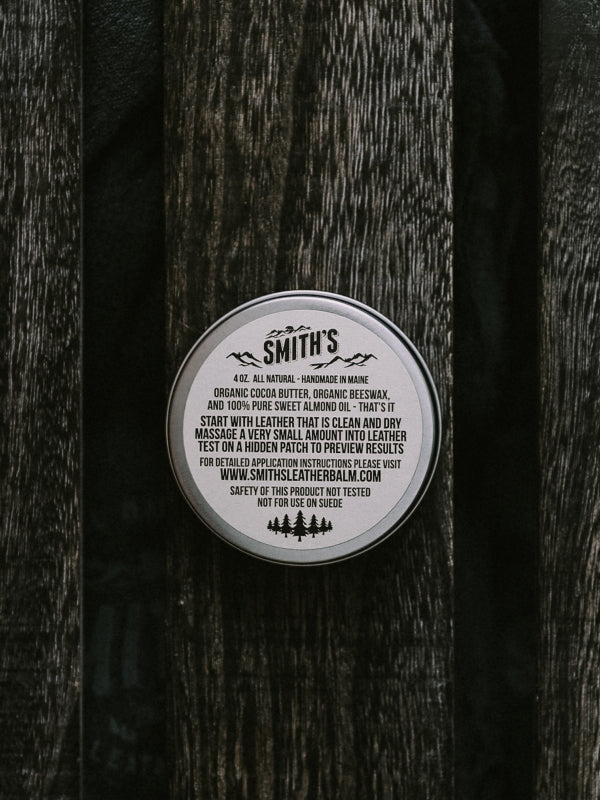 SMITH'S
4 OZ. ALL NATURAL - HANDMADE IN MAINE
ORGANIC COCOA BUTTER, ORGANIC BEESWAX,
AND 100% PURE SWEET ALMOND OIL - THAT'S IT
START WITH LEATHER THAT IS CLEAN AND DRY
MASSAGE A VERY SMALL AMOUNT INTO LEATHER
TEST ON A HIDDEN PATCH TO PREVIEW RESULTS
FOR DETAILED APPLICATION INSTRUCTIONS PLEASE VISIT
WWW.SMITHSLEATHERBALM.COM
SAFETY OF THIS PRODUCT NOT TESTED
NOT FOR USE ON SUEDE